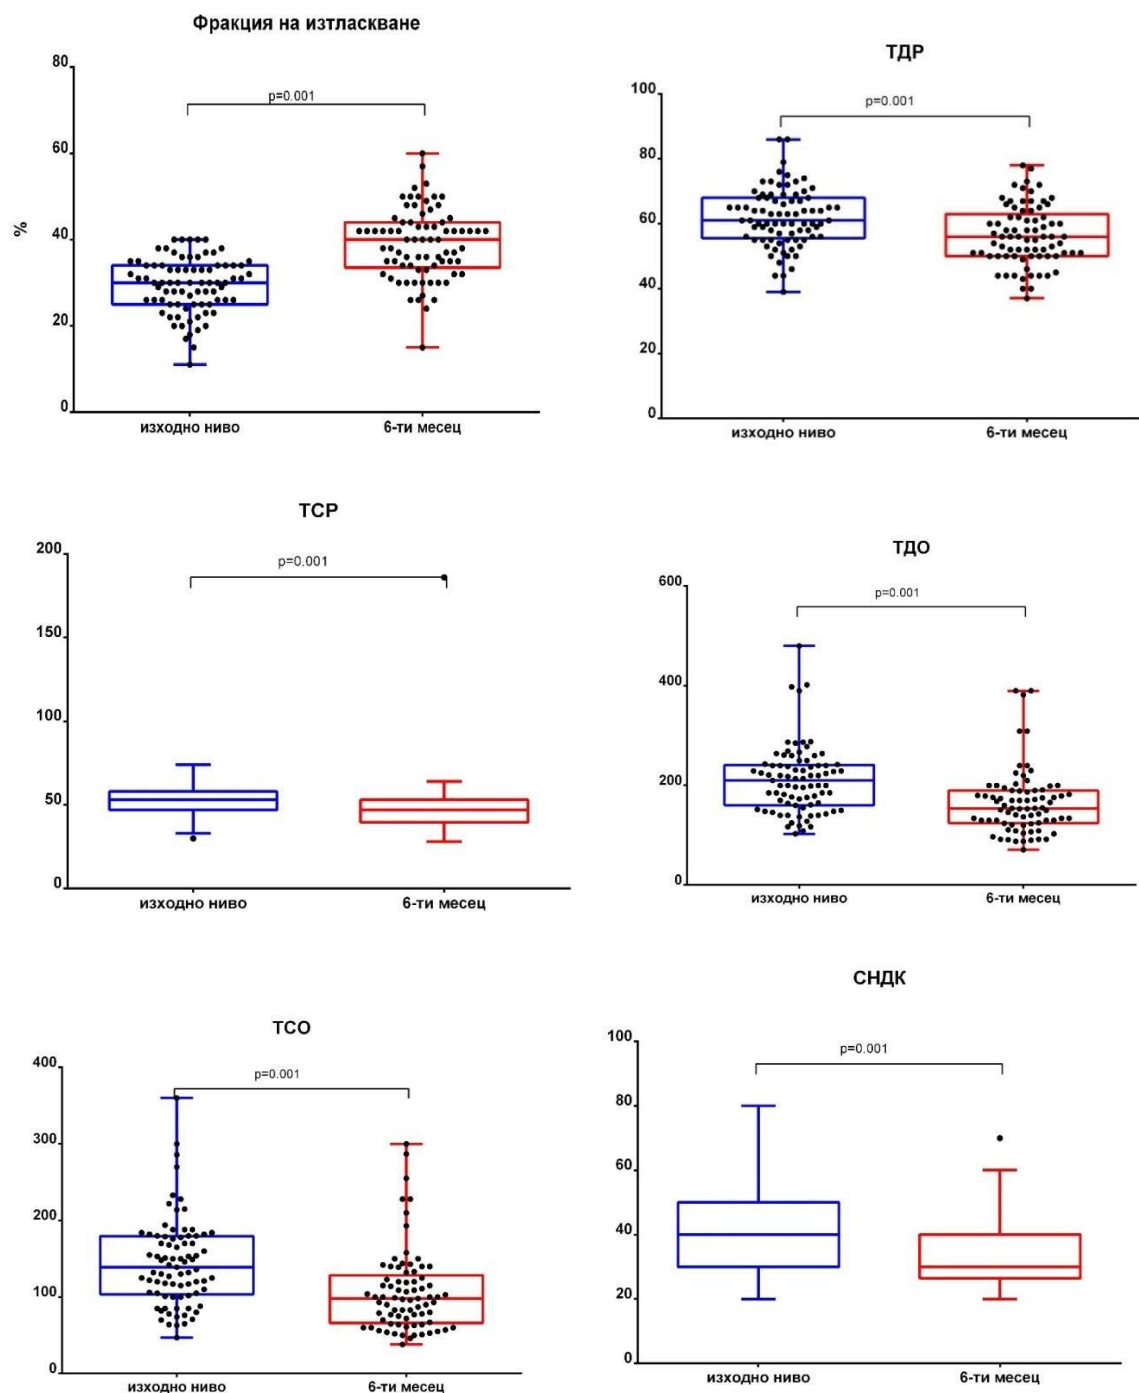 Фракция на изтласкване
80
60
40
20
0
%
p=0.001
изходно ниво
6-ти месец
ТДР
100
80
60
40
20
0
p=0.001
изходно ниво
6-ти месец
ТСР
200
150
100
50
0
p=0.001
изходно ниво
6-ти месец
ТДО
600
400
200
0
p=0.001
изходно ниво
6-ти месец
ТСО
400
300
200
100
0
p=0.001
изходно ниво
6-ти месец
СНДК
100
80
60
40
20
0
p=0.001
изходно ниво
6-ти месец